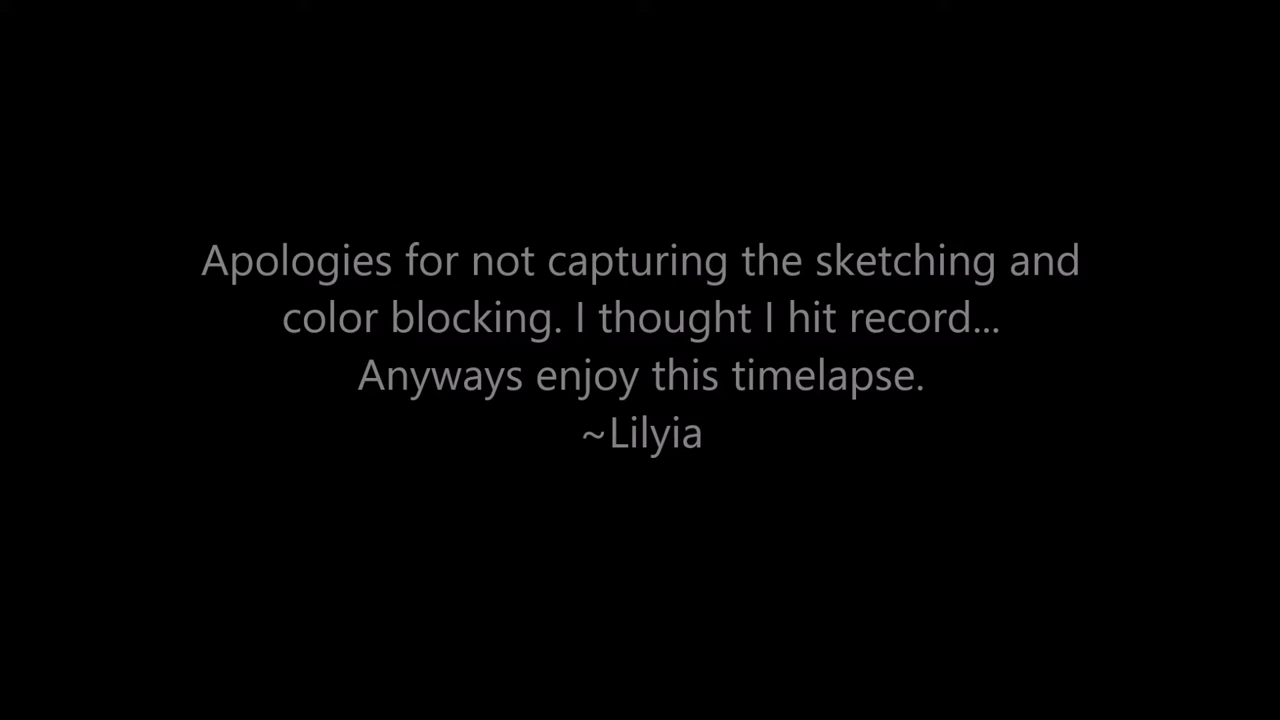 Apologies for not capturing the sketching and
color blocking. I thought I hit record...
Anyways enjoy this timelapse.
~Lilyia